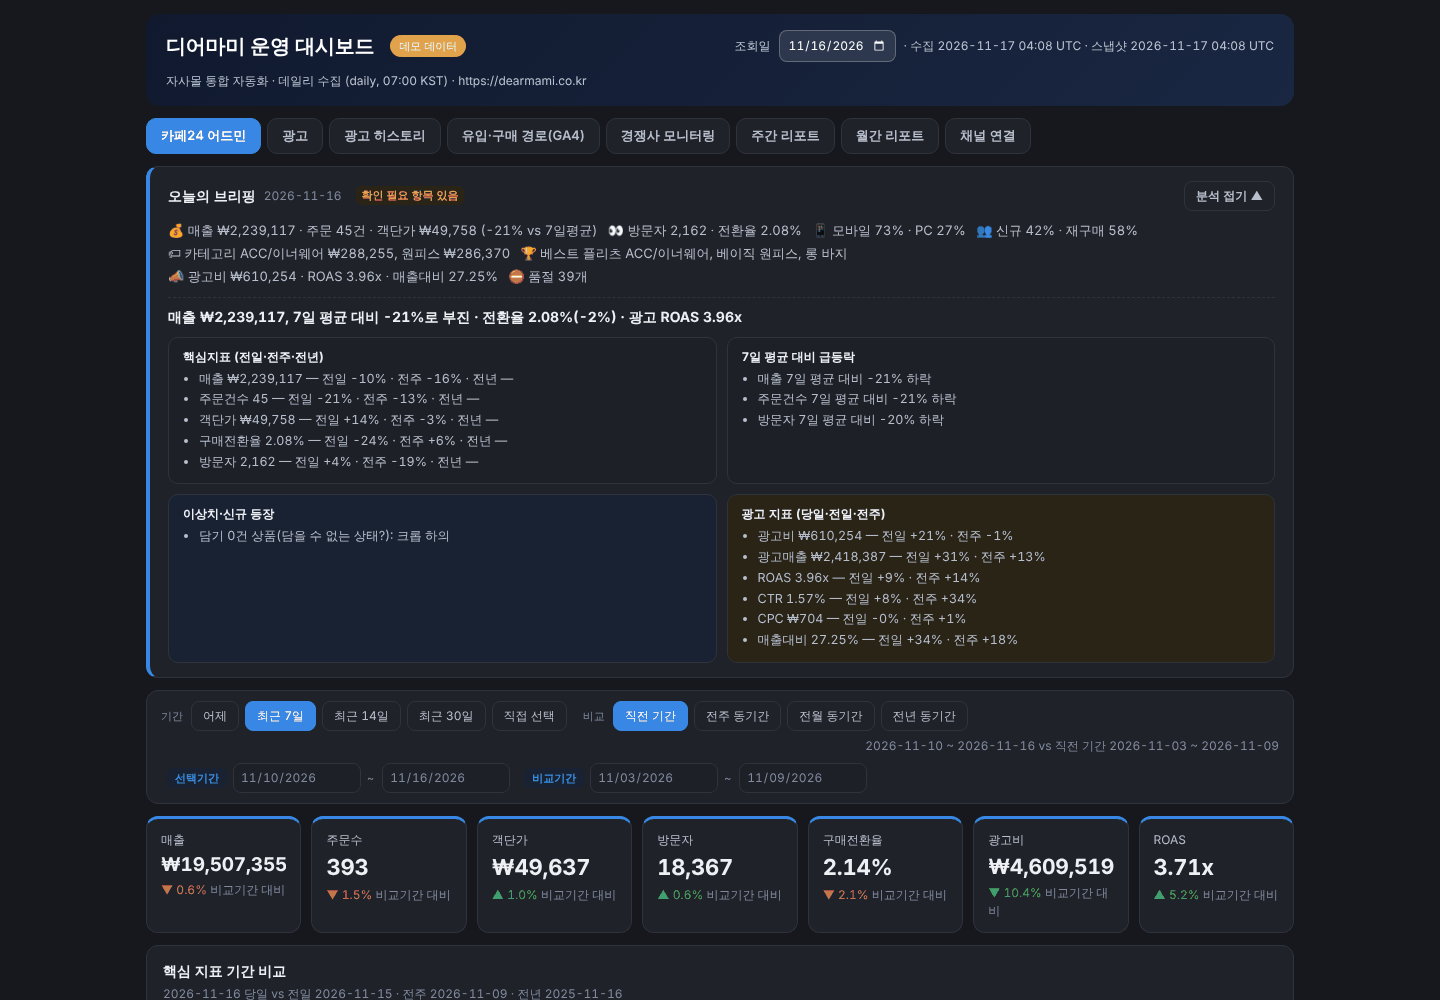 디어마미 운영 대시보드 데모 데이터 조회일 11/16/2026 · 수집 2026-11-17 04:08 UTC · 스냅샷 2026-11-17 04:08 UTC
자사몰 통합 자동화 · 데일리 수집 (daily, 07:00 KST) · https://dearmami.co.kr
카페24 어드민 광고 광고 히스토리 유입·구매 경로(GA4) 경쟁사 모니터링 주간 리포트 월간 리포트 채널 연결
오늘의 브리핑 2026-11-16 확인 필요 항목 있음 분석 접기 ▲
💰 매출 ₩2,239,117 · 주문 45건 · 객단가 ₩49,758 (-21% vs 7일평균) 👀 방문자 2,162 · 전환율 2.08% 📱 모바일 73% · PC 27% 👥 신규 42% · 재구매 58%
🏷 카테고리 ACC/이너웨어 ₩288,255, 원피스 ₩286,370 🏆 베스트 플리츠 ACC/이너웨어, 베이직 원피스, 롱 바지
📣 광고비 ₩610,254 · ROAS 3.96x · 매출대비 27.25% ⛔ 품절 39개
매출 ₩2,239,117, 7일 평균 대비 -21%로 부진 · 전환율 2.08%(-2%) · 광고 ROAS 3.96x
핵심지표 (전일·전주·전년)
• 매출 ₩2,239,117 — 전일 -10% · 전주 -16% · 전년 —
• 주문건수 45 — 전일 -21% · 전주 -13% · 전년 —
• 객단가 ₩49,758 — 전일 +14% · 전주 -3% · 전년 —
• 구매전환율 2.08% — 전일 -24% · 전주 +6% · 전년 —
• 방문자 2,162 — 전일 +4% · 전주 -19% · 전년 —
7일 평균 대비 급등락
• 매출 7일 평균 대비 -21% 하락
• 주문건수 7일 평균 대비 -21% 하락
• 방문자 7일 평균 대비 -20% 하락
이상치·신규 등장
• 담기 0건 상품(담을 수 없는 상태?): 크롭 하의
광고 지표 (당일·전일·전주)
• 광고비 ₩610,254 — 전일 +21% · 전주 -1%
• 광고매출 ₩2,418,387 — 전일 +31% · 전주 +13%
• ROAS 3.96x — 전일 +9% · 전주 +14%
• CTR 1.57% — 전일 +8% · 전주 +34%
• CPC ₩704 — 전일 -0% · 전주 +1%
• 매출대비 27.25% — 전일 +34% · 전주 +18%
기간 어제 최근 7일 최근 14일 최근 30일 직접 선택 비교 직전 기간 전주 동기간 전월 동기간 전년 동기간
2026-11-10 ~ 2026-11-16 vs 직전 기간 2026-11-03 ~ 2026-11-09
선택기간 11/10/2026 ~ 11/16/2026 비교기간 11/03/2026 ~ 11/09/2026
매출
₩19,507,355
▼ 0.6% 비교기간 대비
주문수
393
▼ 1.5% 비교기간 대비
객단가
₩49,637
▲ 1.0% 비교기간 대비
방문자
18,367
▲ 0.6% 비교기간 대비
구매전환율
2.14%
▼ 2.1% 비교기간 대비
광고비
₩4,609,519
▼ 10.4% 비교기간 대
비
ROAS
3.71x
▲ 5.2% 비교기간 대비
핵심 지표 기간 비교
2026-11-16 당일 vs 전일 2026-11-15 · 전주 2026-11-09 · 전년 2025-11-16